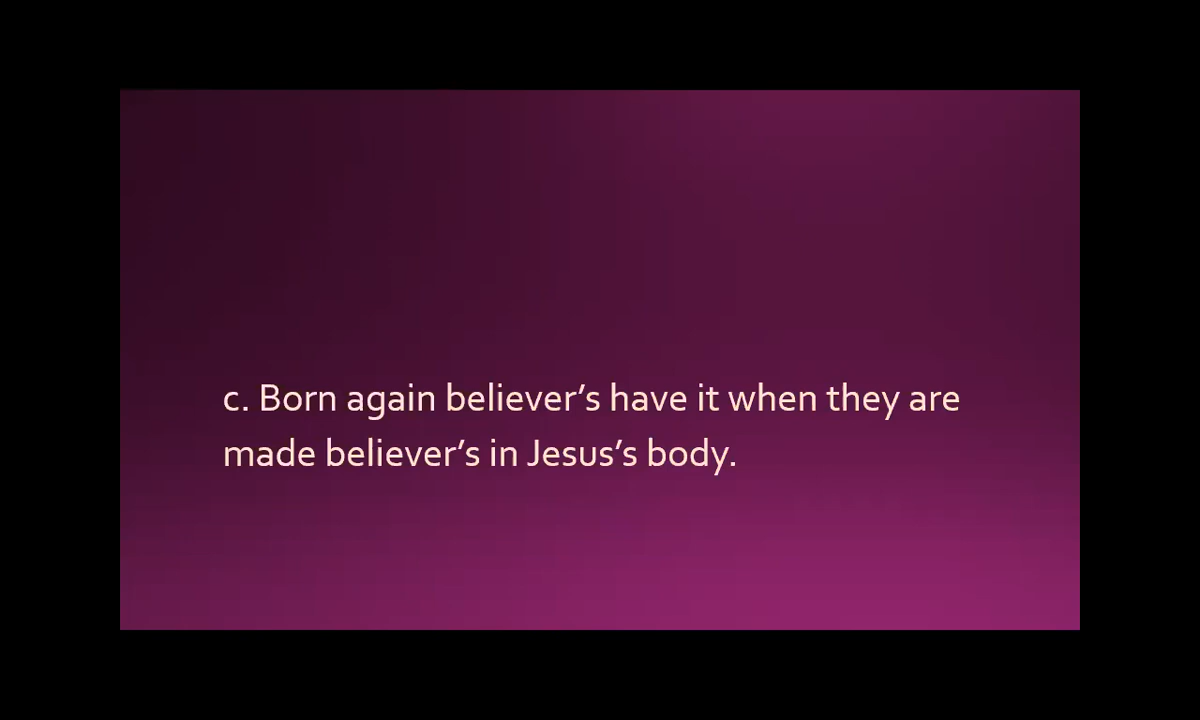 c. Born again believer’s have it when they are
made believer’s in Jesus’s body.